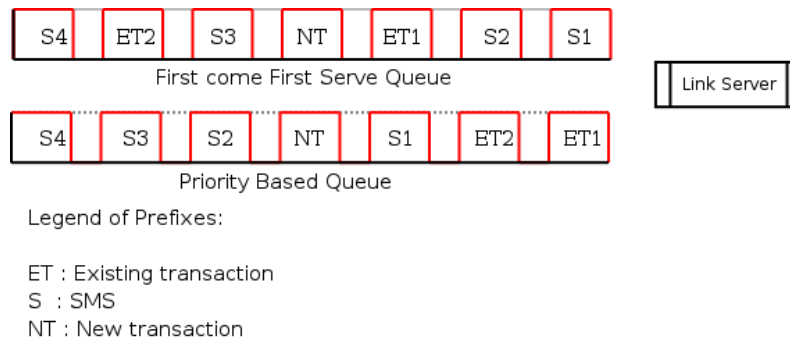 S4 ET2 S3 NT ET1 S2 S1
First come First Serve Queue
Link Server
S4 S3 S2 NT S1 ET2 ET1
Priority Based Queue
Legend of Prefixes:
ET : Existing transaction
S : SMS
NT : New transaction